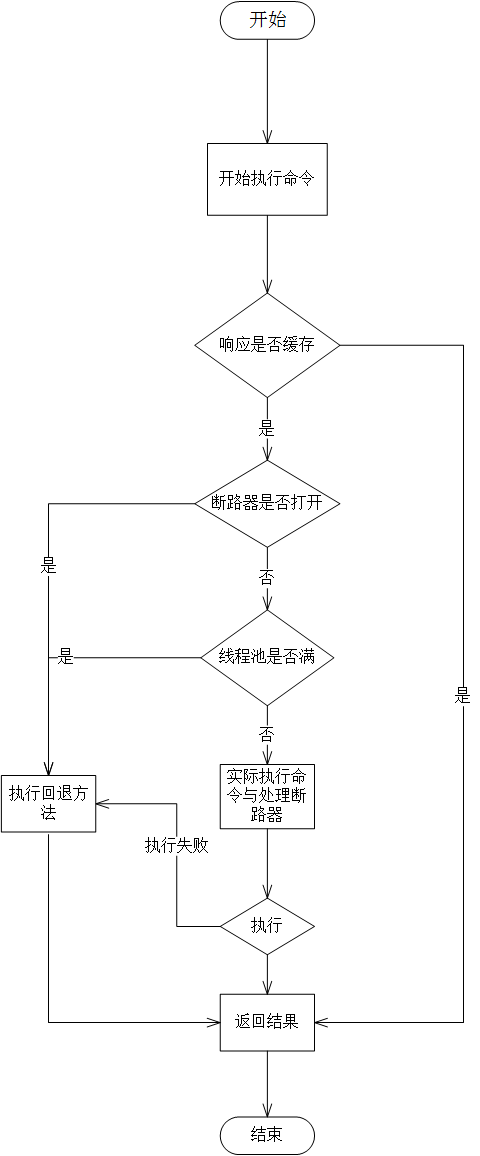 开始
开始执行命令
响应是否缓存
是
断路器是否打开
是
否
线程池是否满
是
是
否
实际执行命
令与处理断
路器
执行回退方
法
执行失败
执行
返回结果
结束